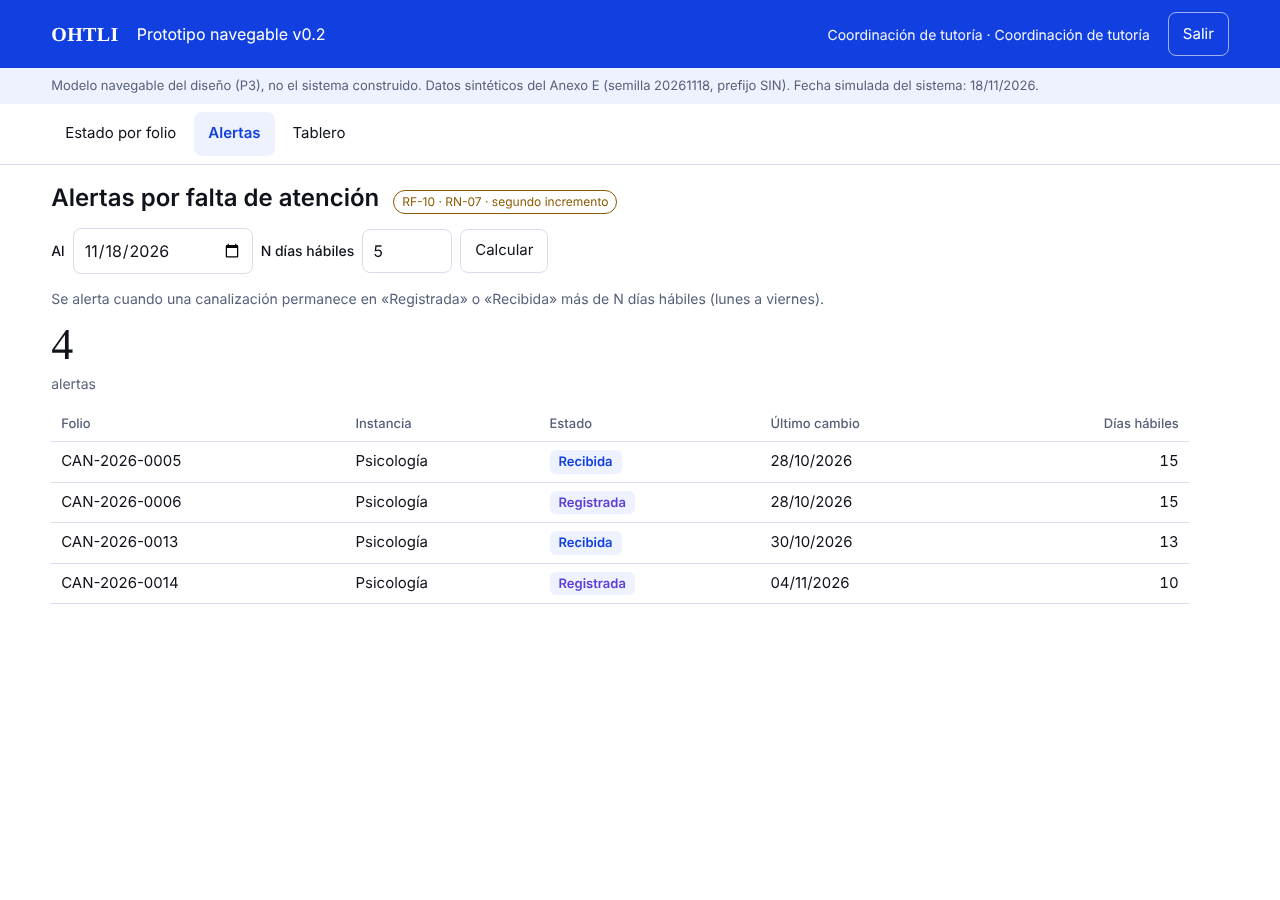 OHTLI Prototipo navegable v0.2 Coordinación de tutoría · Coordinación de tutoría Salir
Modelo navegable del diseño (P3), no el sistema construido. Datos sintéticos del Anexo E (semilla 20261118, prefijo SIN). Fecha simulada del sistema: 18/11/2026.
Estado por folio Alertas Tablero
Alertas por falta de atención RF-10 · RN-07 · segundo incremento
Al 11/18/2026 N días hábiles 5 Calcular
Se alerta cuando una canalización permanece en «Registrada» o «Recibida» más de N días hábiles (lunes a viernes).
4
alertas
Folio Instancia Estado Último cambio Días hábiles
CAN-2026-0005 Psicología Recibida 28/10/2026 15
CAN-2026-0006 Psicología Registrada 28/10/2026 15
CAN-2026-0013 Psicología Recibida 30/10/2026 13
CAN-2026-0014 Psicología Registrada 04/11/2026 10